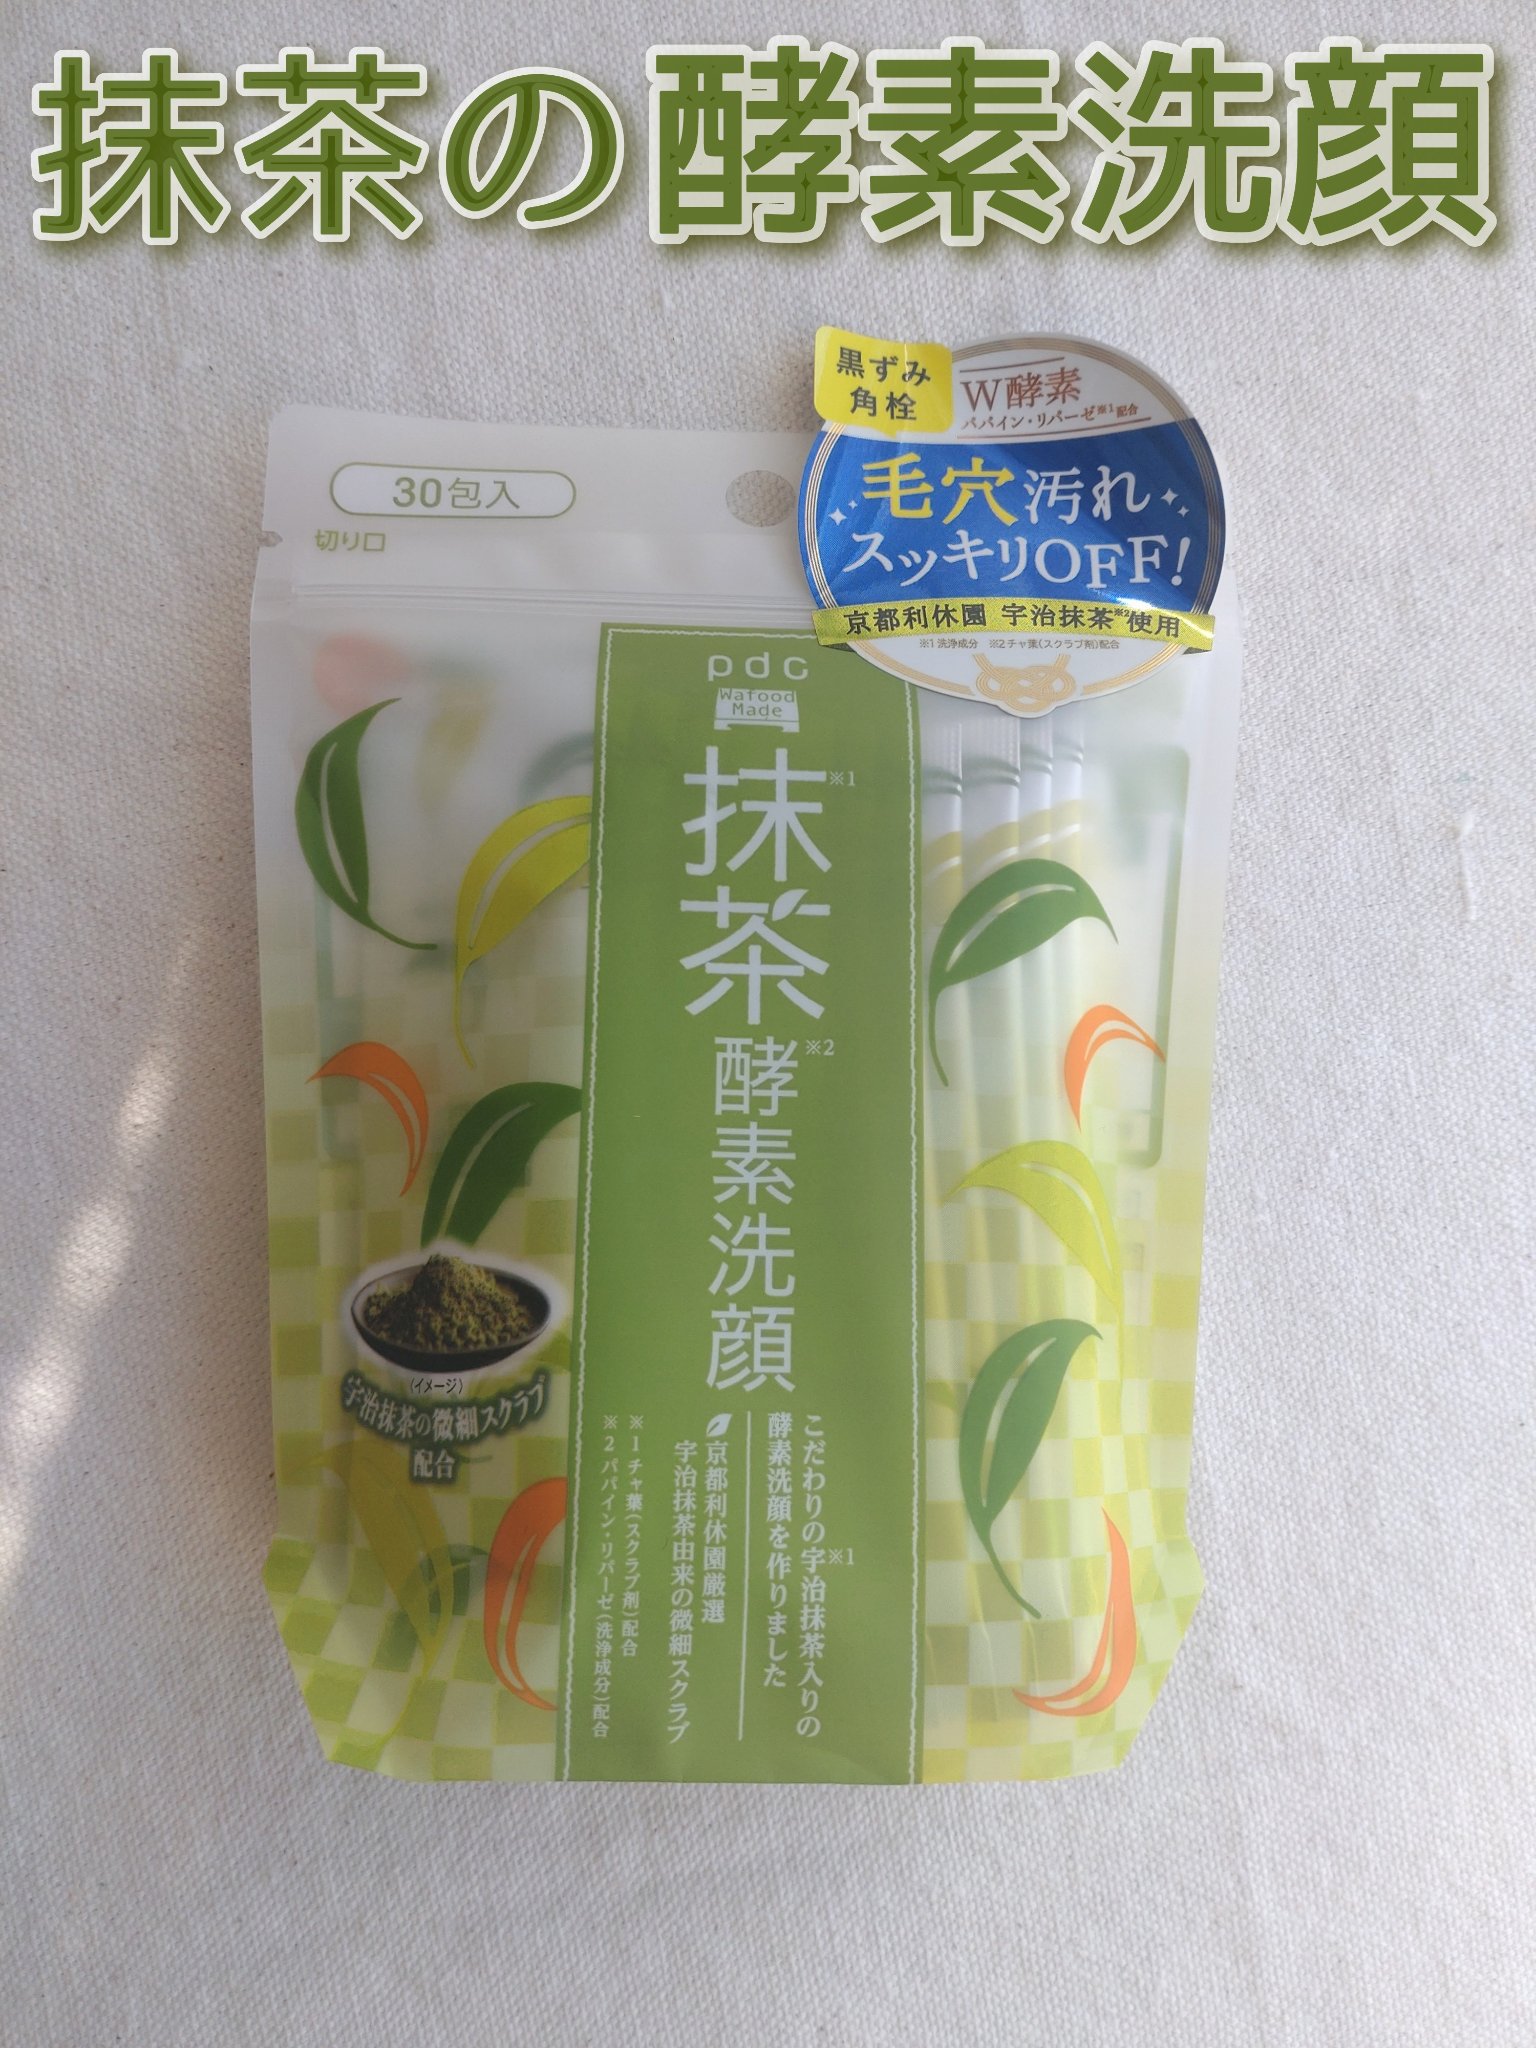 抹茶の酵素洗顔
黒ずみ
角栓
W酵素
パパイン・リパーゼ※1配合
毛穴汚れ
スッキリOFF!
京都利休園 宇治抹茶※2使用
※1 洗浄成分 ※2 チャ葉(スクラブ剤)配合
30包入
切り口
pdc
Wafood
Made
抹茶※1
酵素洗顔※2
こだわりの宇治抹茶※1入りの
酵素洗顔を作りました
京都利休園厳選
宇治抹茶由来の微細スクラブ
※1 チャ葉(スクラブ剤)配合
※2 パパイン・リパーゼ(洗浄成分)配合
(イメージ)
宇治抹茶の微細スクラブ
配合